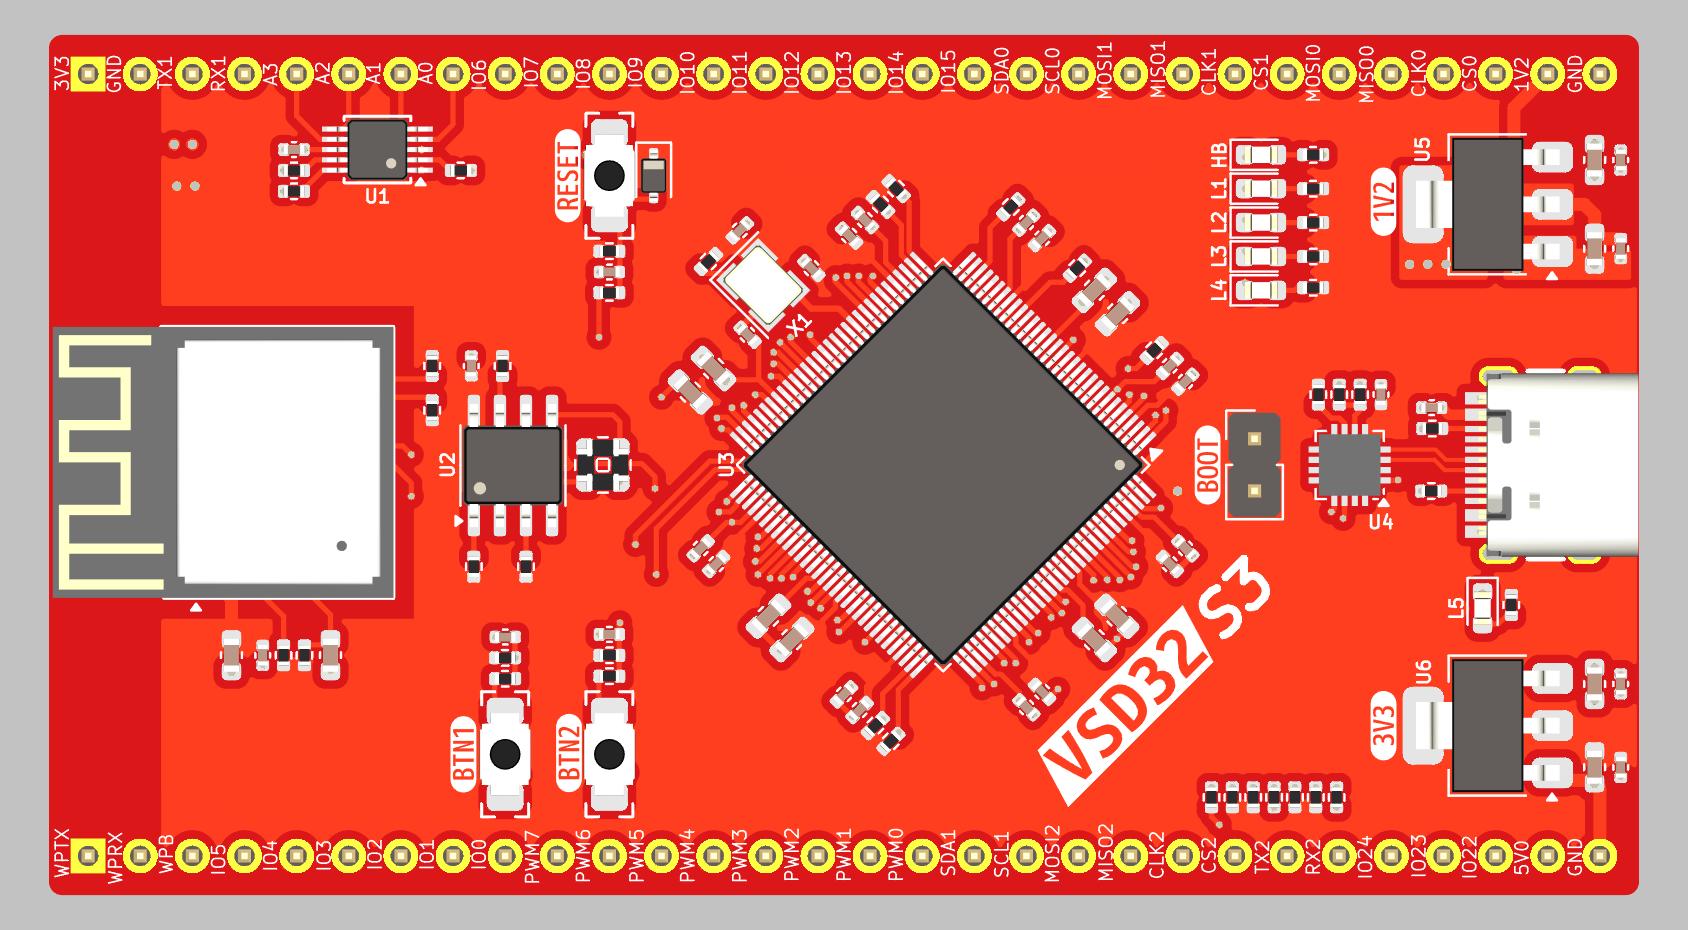 3V3
GND
TX1
RX1
A3
A2
A1
A0
IO6
IO7
IO8
IO9
IO10
IO11
IO12
IO13
IO14
IO15
SDA0
SCL0
MOSI1
MISO1
CLK1
CS1
MOSI0
MISO0
CLK0
CS0
1V2
GND
U1
RESET
HB
L1
L2
L3
L4
U5
1V2
X1
U2
U3
BOOT
U4
L5
VSD32 S3
U6
3V3
BTN1
BTN2
WPTX
WPRX
WPB
IO5
IO4
IO3
IO2
IO1
IO0
PWM7
PWM6
PWM5
PWM4
PWM3
PWM2
PWM1
PWM0
SDA1
SCL1
MOSI2
MISO2
CLK2
CS2
TX2
RX2
IO24
IO23
IO22
5V0
GND